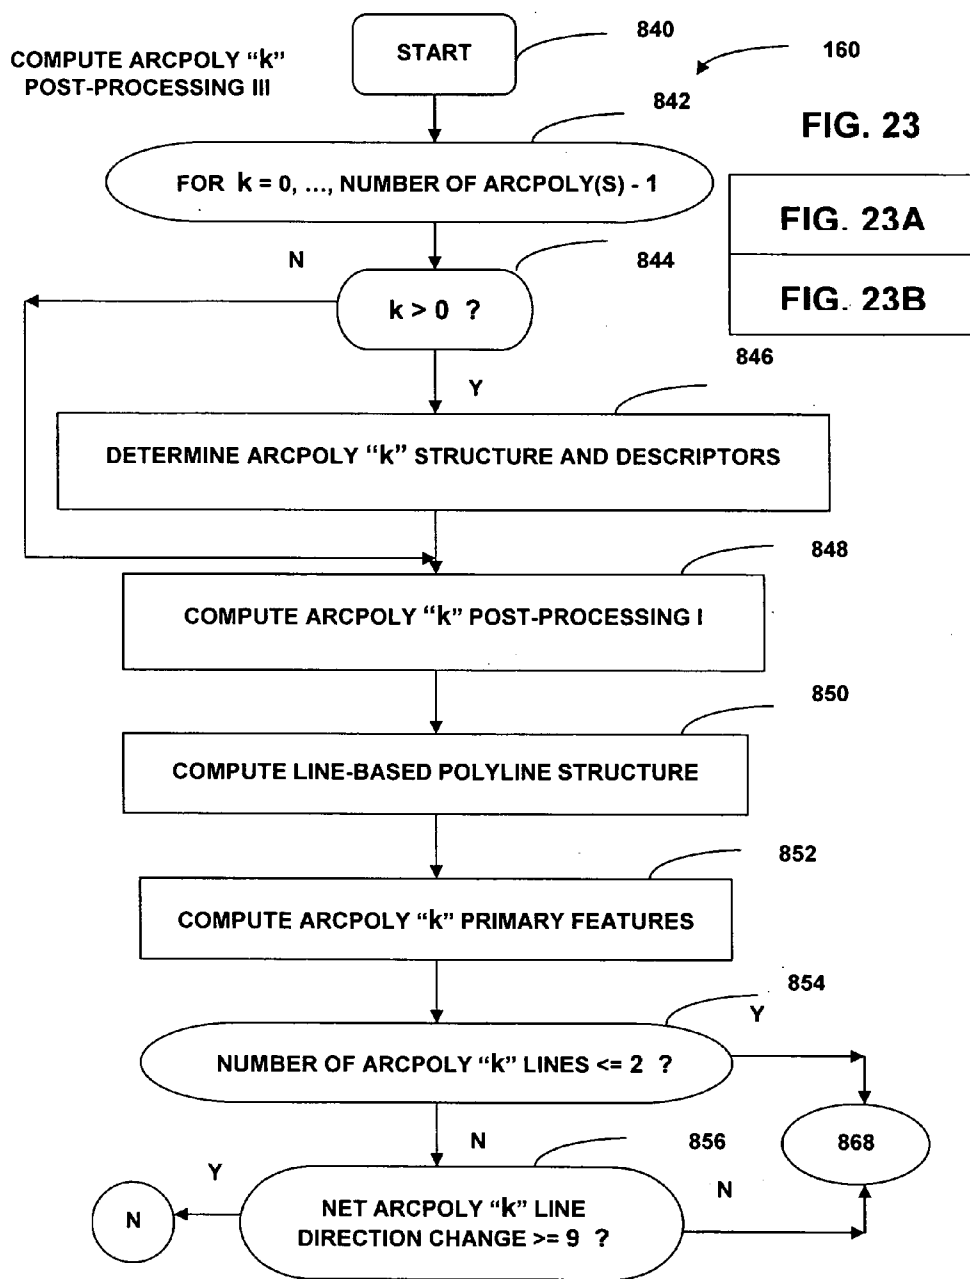 COMPUTE ARCPOLY “k”
POST-PROCESSING III
START
840
160
842
FIG. 23
FOR k = 0, ..., NUMBER OF ARCPOLY(S) - 1
FIG. 23A
FIG. 23B
N
844
k > 0 ?
846
Y
DETERMINE ARCPOLY “k” STRUCTURE AND DESCRIPTORS
848
COMPUTE ARCPOLY “k” POST-PROCESSING I
850
COMPUTE LINE-BASED POLYLINE STRUCTURE
852
COMPUTE ARCPOLY “k” PRIMARY FEATURES
854
Y
NUMBER OF ARCPOLY “k” LINES <= 2 ?
868
N
856
Y
N
N
NET ARCPOLY “k” LINE
DIRECTION CHANGE >= 9 ?